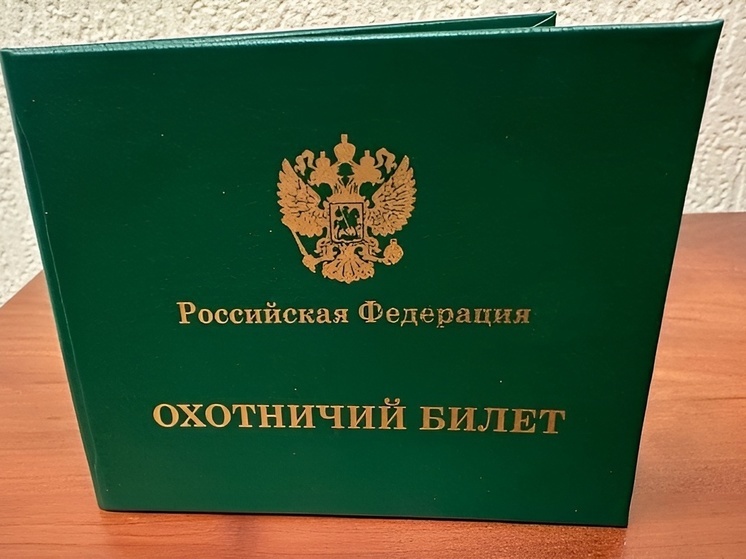 Российская Федерация
ОХОТНИЧИЙ БИЛЕТ